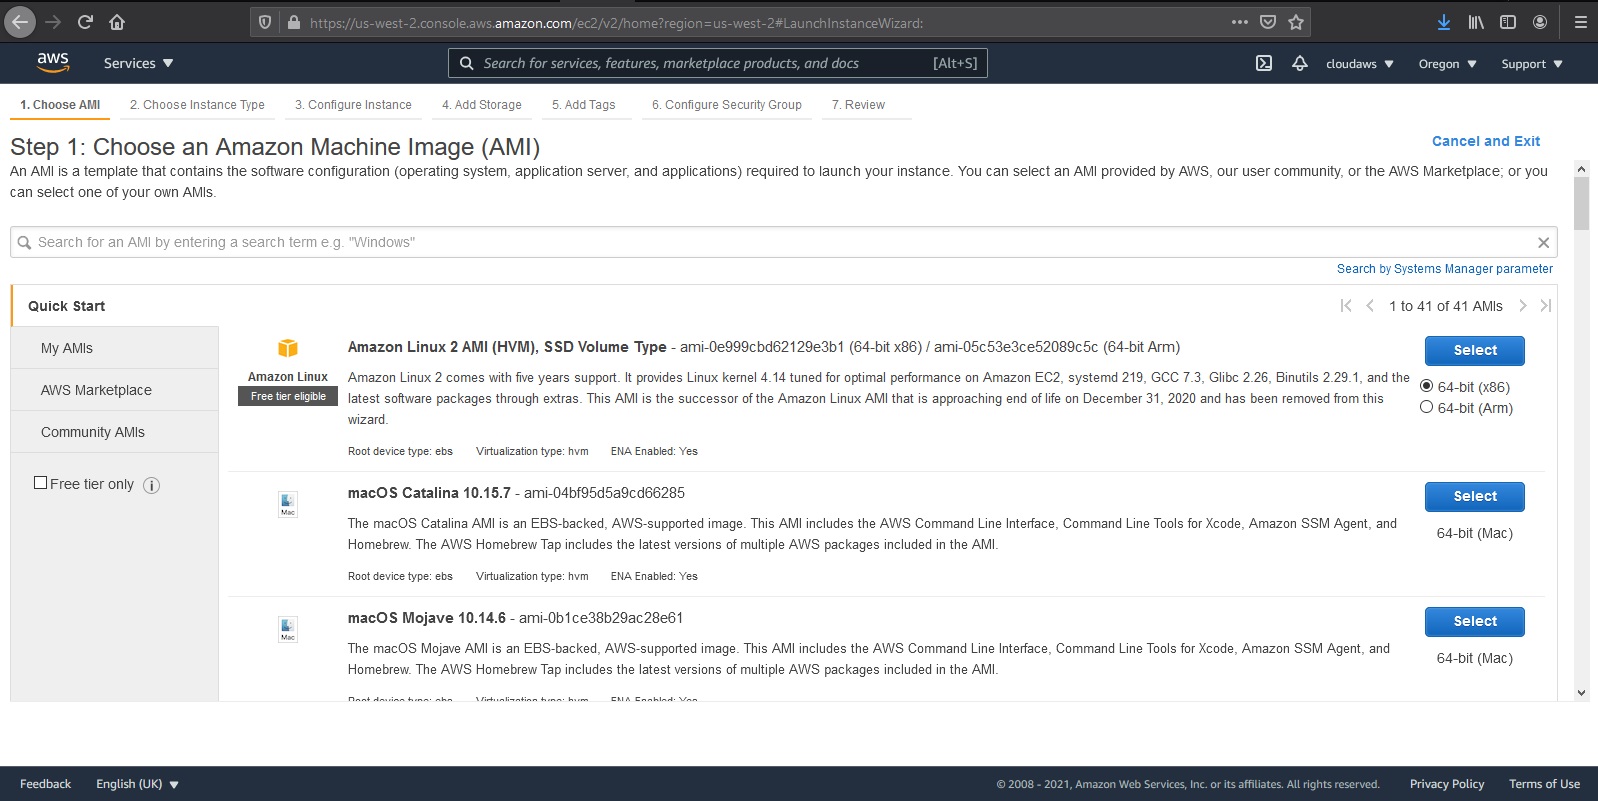 https://us-west-2.console.aws.amazon.com/ec2/v2/home?region=us-west-2#LaunchInstanceWizard:
aws Services Search for services, features, marketplace products, and docs [Alt+S] cloudaws Oregon Support
1. Choose AMI 2. Choose Instance Type 3. Configure Instance 4. Add Storage 5. Add Tags 6. Configure Security Group 7. Review
Step 1: Choose an Amazon Machine Image (AMI)
Cancel and Exit
An AMI is a template that contains the software configuration (operating system, application server, and applications) required to launch your instance. You can select an AMI provided by AWS, our user community, or the AWS Marketplace; or you
can select one of your own AMIs.
Search for an AMI by entering a search term e.g. "Windows"
Search by Systems Manager parameter
Quick Start
1 to 41 of 41 AMIs
My AMIs
AWS Marketplace
Community AMIs
Free tier only
Amazon Linux
Free tier eligible
Amazon Linux 2 AMI (HVM), SSD Volume Type - ami-0e999cbd62129e3b1 (64-bit x86) / ami-05c53e3ce52089c5c (64-bit Arm)
Amazon Linux 2 comes with five years support. It provides Linux kernel 4.14 tuned for optimal performance on Amazon EC2, systemd 219, GCC 7.3, Glibc 2.26, Binutils 2.29.1, and the
latest software packages through extras. This AMI is the successor of the Amazon Linux AMI that is approaching end of life on December 31, 2020 and has been removed from this
wizard.
Root device type: ebs Virtualization type: hvm ENA Enabled: Yes
Select
64-bit (x86)
64-bit (Arm)
Mac
macOS Catalina 10.15.7 - ami-04bf95d5a9cd66285
The macOS Catalina AMI is an EBS-backed, AWS-supported image. This AMI includes the AWS Command Line Interface, Command Line Tools for Xcode, Amazon SSM Agent, and
Homebrew. The AWS Homebrew Tap includes the latest versions of multiple AWS packages included in the AMI.
Root device type: ebs Virtualization type: hvm ENA Enabled: Yes
Select
64-bit (Mac)
Mac
macOS Mojave 10.14.6 - ami-0b1ce38b29ac28e61
The macOS Mojave AMI is an EBS-backed, AWS-supported image. This AMI includes the AWS Command Line Interface, Command Line Tools for Xcode, Amazon SSM Agent, and
Homebrew. The AWS Homebrew Tap includes the latest versions of multiple AWS packages included in the AMI.
Root device type: ebs Virtualization type: hvm ENA Enabled: Yes
Select
64-bit (Mac)
Feedback English (UK) © 2008 - 2021, Amazon Web Services, Inc. or its affiliates. All rights reserved. Privacy Policy Terms of Use